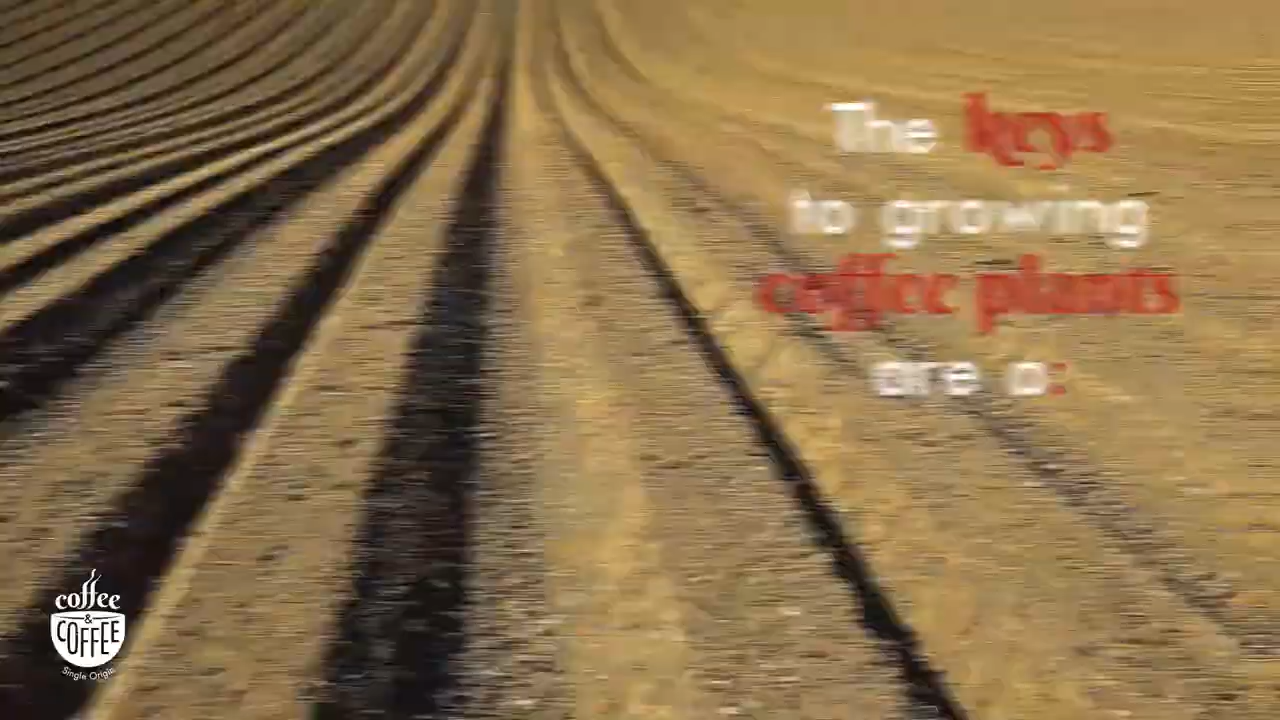 The keys
to growing
coffee plants
are a:
coffee
&
COFFEE
Single Origin